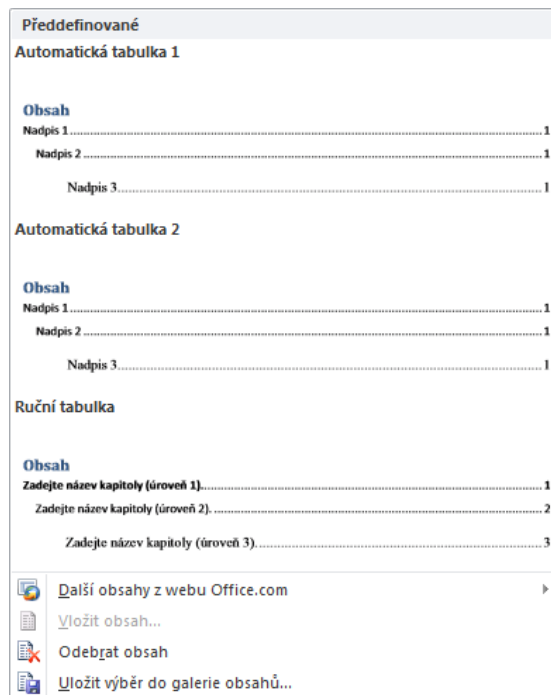 Předdefinované
Automatická tabulka 1
Obsah
Nadpis 1...1
Nadpis 2...1
Nadpis 3...1
Automatická tabulka 2
Obsah
Nadpis 1...1
Nadpis 2...1
Nadpis 3...1
Ruční tabulka
Obsah
Zadejte název kapitoly (úroveň 1)...1
Zadejte název kapitoly (úroveň 2)...2
Zadejte název kapitoly (úroveň 3)...3
Další obsahy z webu Office.com
Vložit obsah...
Odebrat obsah
Uložit výběr do galerie obsahů...